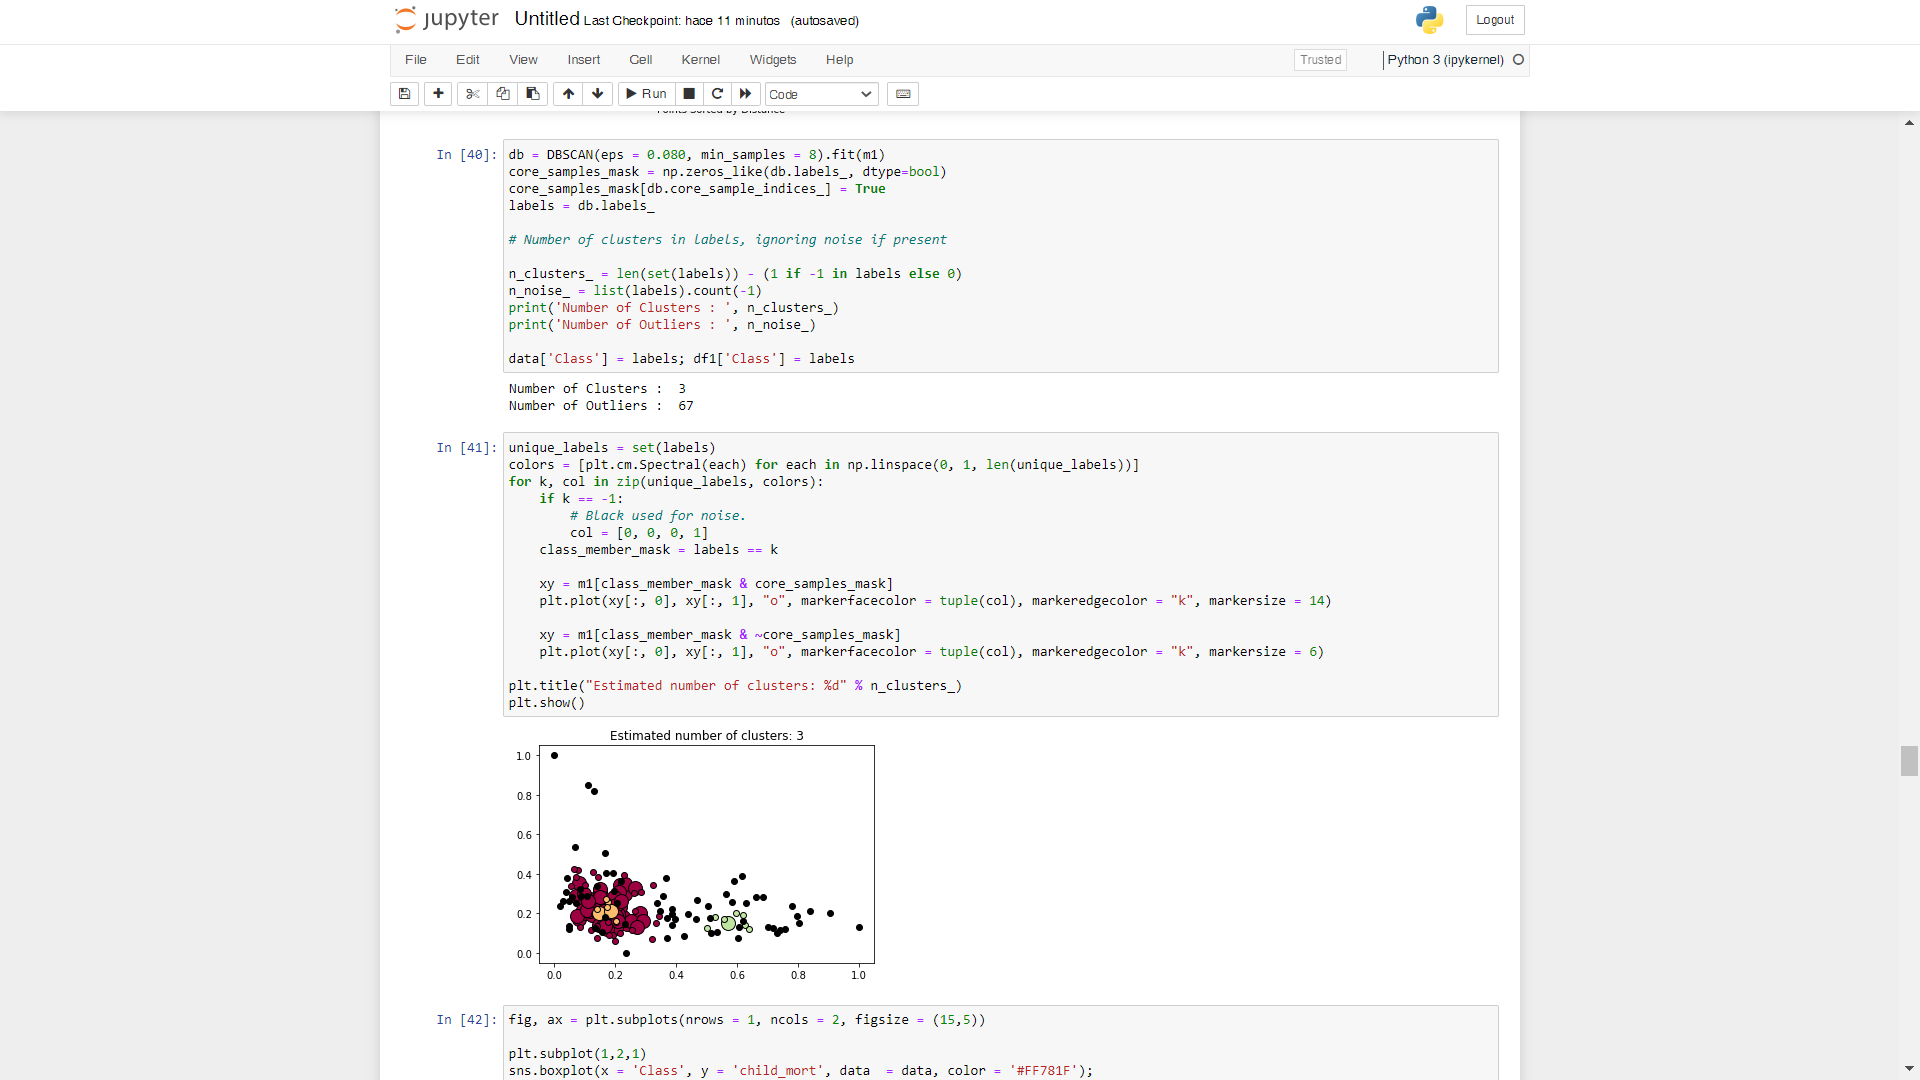 jupyter Untitled Last Checkpoint: hace 11 minutos (autosaved) Logout
File Edit View Insert Cell Kernel Widgets Help Trusted Python 3 (ipykernel)
Run Code
Points Sorted by Distance
In [40]: db = DBSCAN(eps = 0.080, min_samples = 8).fit(m1)
core_samples_mask = np.zeros_like(db.labels_, dtype=bool)
core_samples_mask[db.core_sample_indices_] = True
labels = db.labels_
# Number of clusters in labels, ignoring noise if present
n_clusters_ = len(set(labels)) - (1 if -1 in labels else 0)
n_noise_ = list(labels).count(-1)
print('Number of Clusters : ', n_clusters_)
print('Number of Outliers : ', n_noise_)
data['Class'] = labels; df1['Class'] = labels
Number of Clusters :  3
Number of Outliers :  67
In [41]: unique_labels = set(labels)
colors = [plt.cm.Spectral(each) for each in np.linspace(0, 1, len(unique_labels))]
for k, col in zip(unique_labels, colors):
    if k == -1:
        # Black used for noise.
        col = [0, 0, 0, 1]
    class_member_mask = labels == k
    xy = m1[class_member_mask & core_samples_mask]
    plt.plot(xy[:, 0], xy[:, 1], "o", markerfacecolor = tuple(col), markeredgecolor = "k", markersize = 14)
    xy = m1[class_member_mask & ~core_samples_mask]
    plt.plot(xy[:, 0], xy[:, 1], "o", markerfacecolor = tuple(col), markeredgecolor = "k", markersize = 6)
plt.title("Estimated number of clusters: %d" % n_clusters_)
plt.show()
Estimated number of clusters: 3
1.0
0.8
0.6
0.4
0.2
0.0
0.0 0.2 0.4 0.6 0.8 1.0
In [42]: fig, ax = plt.subplots(nrows = 1, ncols = 2, figsize = (15,5))
plt.subplot(1,2,1)
sns.boxplot(x = 'Class', y = 'child_mort', data  = data, color = '#FF781F');